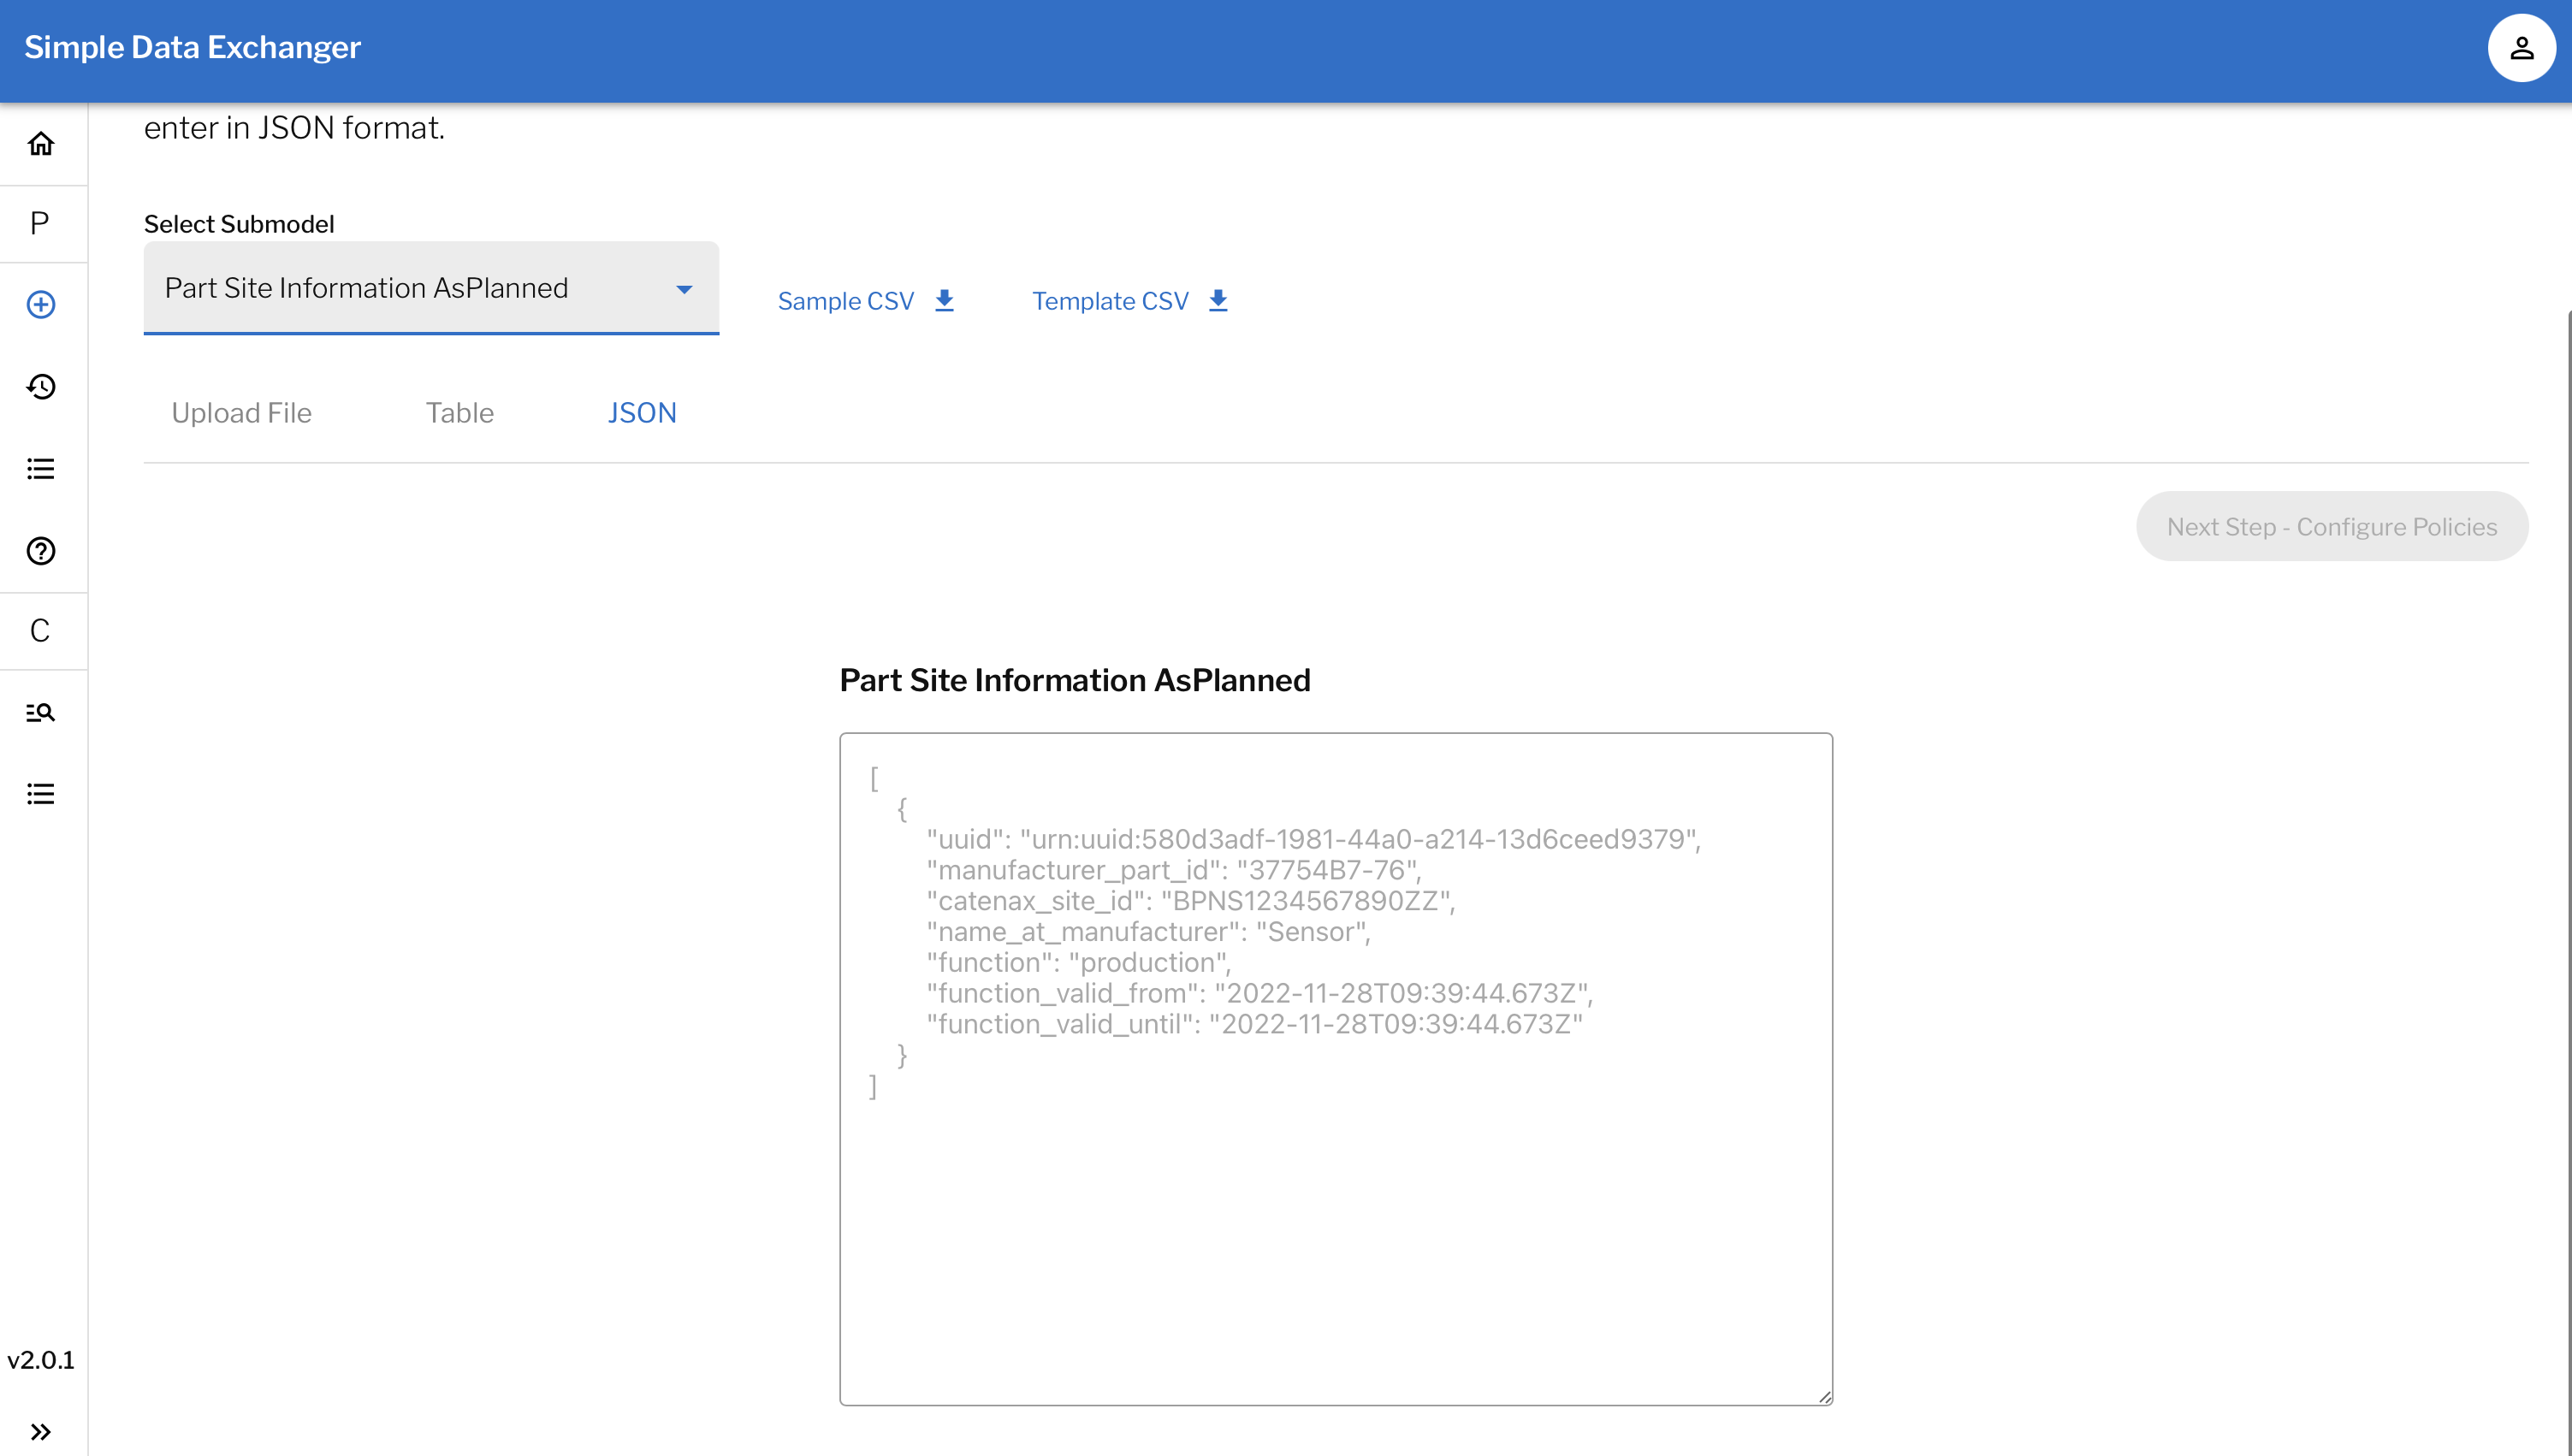 Simple Data Exchanger
enter in JSON format.
P
Select Submodel
Part Site Information AsPlanned
Sample CSV
Template CSV
Upload File
Table
JSON
Next Step - Configure Policies
C
Part Site Information AsPlanned
[
{
"uuid": "urn:uuid:580d3adf-1981-44a0-a214-13d6ceed9379",
"manufacturer_part_id": "37754B7-76",
"catenax_site_id": "BPNS1234567890ZZ",
"name_at_manufacturer": "Sensor",
"function": "production",
"function_valid_from": "2022-11-28T09:39:44.673Z",
"function_valid_until": "2022-11-28T09:39:44.673Z"
}
]
v2.0.1